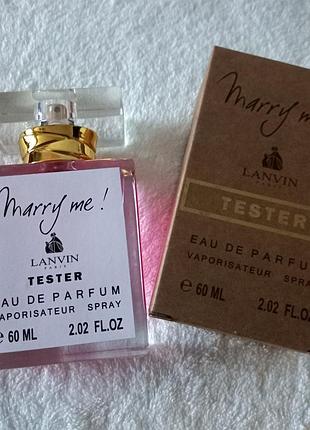 Marry me!
LANVIN
PARIS
TESTER
EAU DE PARFUM
VAPORISATEUR SPRAY
e 60 ML 2.02 FL.OZ
Marry me
LANVIN
PARIS
TESTER
EAU DE PARFUM
VAPORISATEUR SPRAY
e 60 ML 2.02 FL.OZ